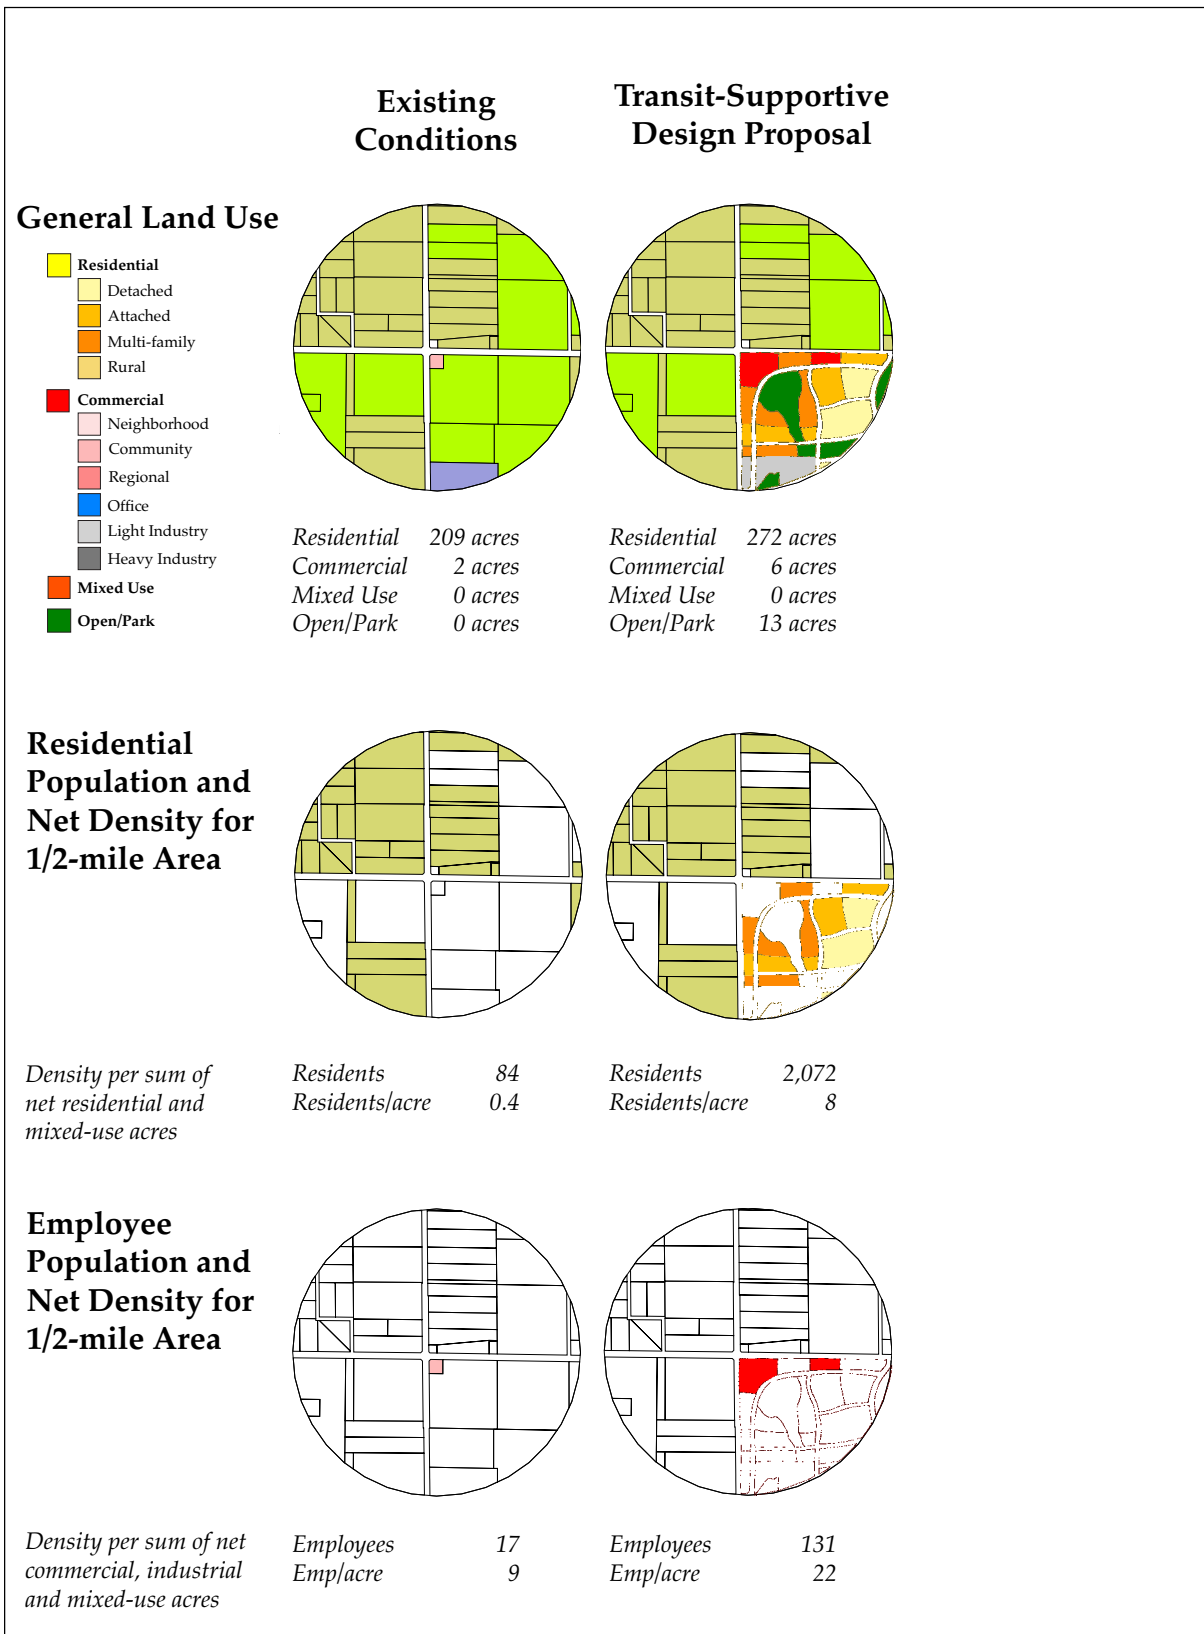 Existing
Conditions
Transit-Supportive
Design Proposal
General Land Use
Residential
Detached
Attached
Multi-family
Rural
Commercial
Neighborhood
Community
Regional
Office
Light Industry
Heavy Industry
Mixed Use
Open/Park
Residential 209 acres
Commercial 2 acres
Mixed Use 0 acres
Open/Park 0 acres
Residential 272 acres
Commercial 6 acres
Mixed Use 0 acres
Open/Park 13 acres
Residential
Population and
Net Density for
1/2-mile Area
Density per sum of
net residential and
mixed-use acres
Residents 84
Residents/acre 0.4
Residents 2,072
Residents/acre 8
Employee
Population and
Net Density for
1/2-mile Area
Density per sum of net
commercial, industrial
and mixed-use acres
Employees 17
Emp/acre 9
Employees 131
Emp/acre 22